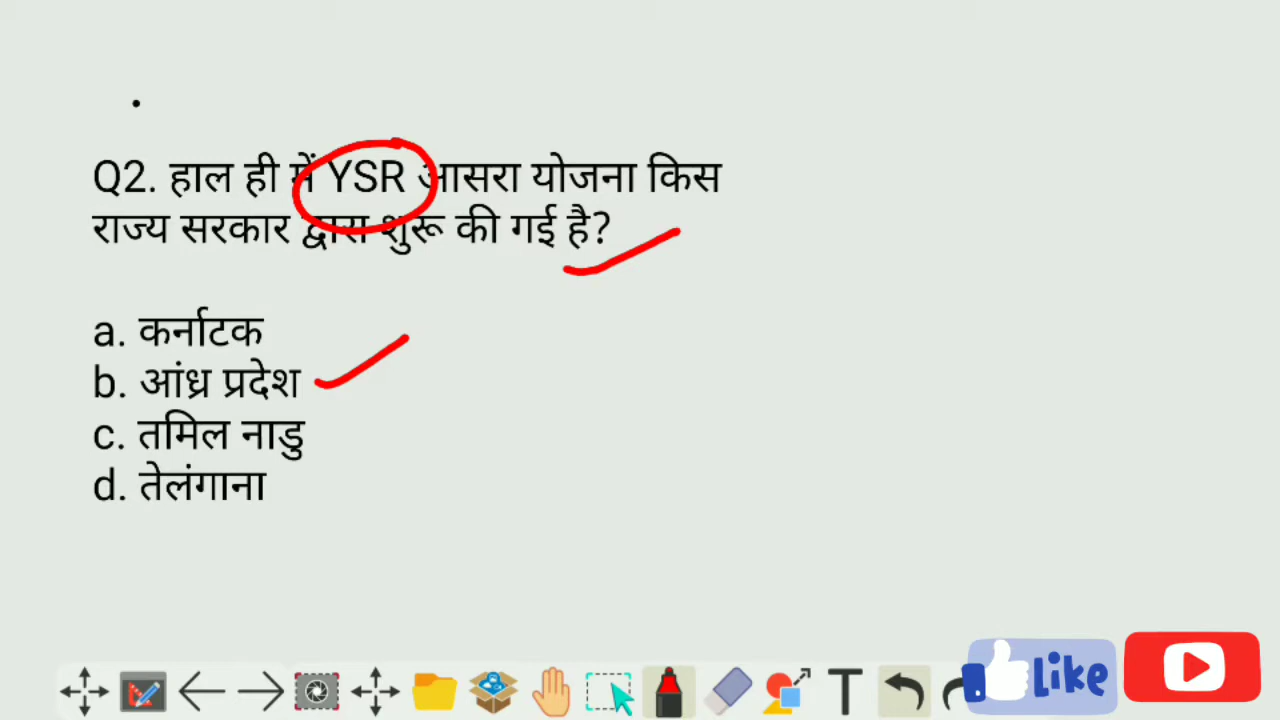 Q2. हाल ही में YSR आसरा योजना किस
राज्य सरकार द्वारा शुरू की गई है?
a. कर्नाटक
b. आंध्र प्रदेश
c. तमिल नाडु
d. तेलंगाना
T
Like